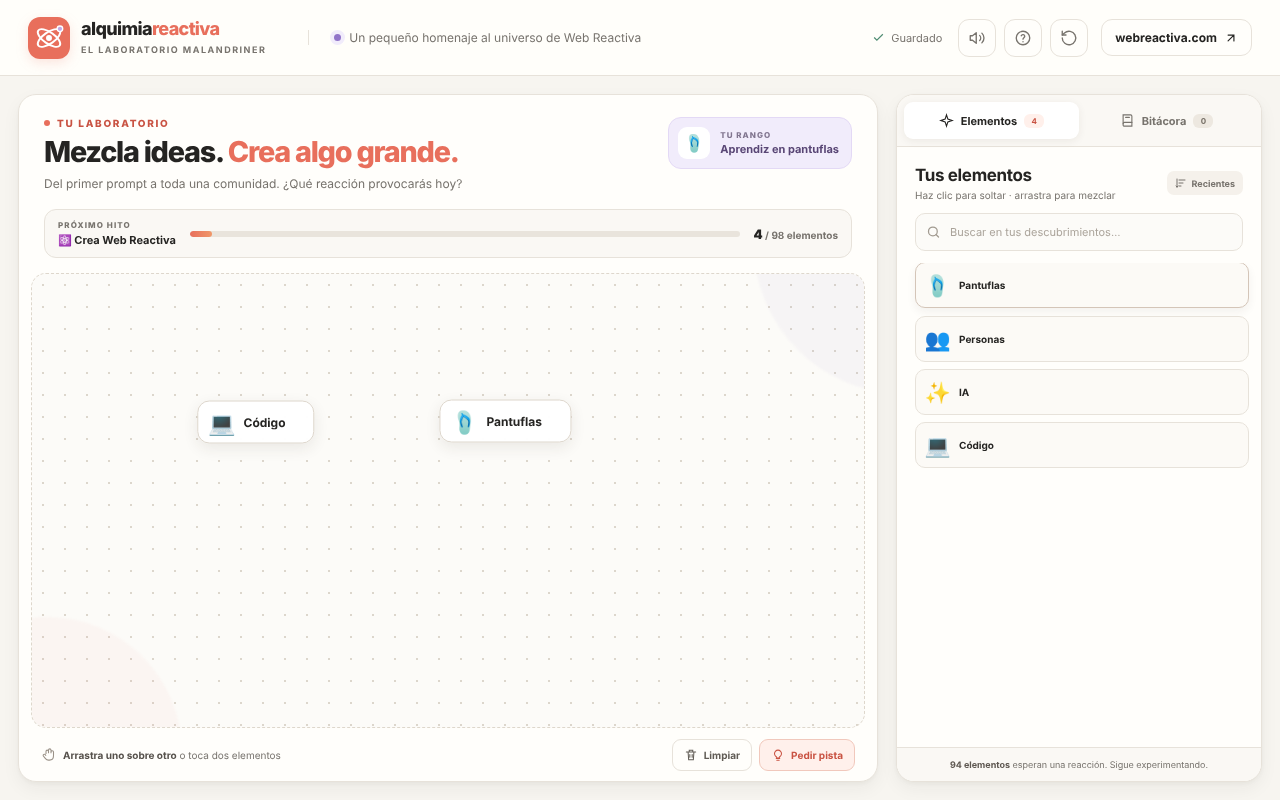 alquimiareactiva
EL LABORATORIO MALANDRINER
Un pequeño homenaje al universo de Web Reactiva
Guardado
webreactiva.com
TU LABORATORIO
Mezcla ideas. Crea algo grande.
Del primer prompt a toda una comunidad. ¿Qué reacción provocarás hoy?
TU RANGO
Aprendiz en pantuflas
PRÓXIMO HITO
Crea Web Reactiva
4 / 98 elementos
Código
Pantuflas
Arrastra uno sobre otro o toca dos elementos
Limpiar
Pedir pista
Elementos 4
Bitácora 0
Tus elementos
Haz clic para soltar · arrastra para mezclar
Recientes
Buscar en tus descubrimientos...
Pantuflas
Personas
IA
Código
94 elementos esperan una reacción. Sigue experimentando.